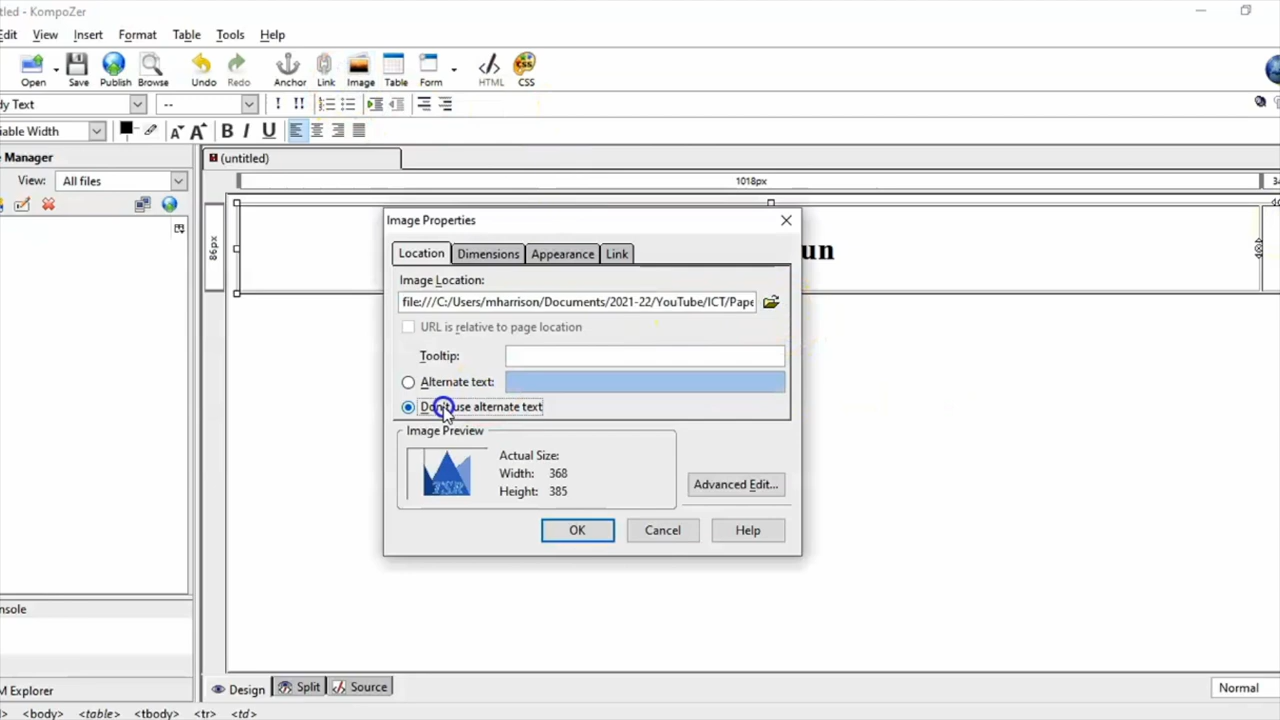 tled - KompoZer
Edit View Insert Format Table Tools Help
Open Save Publish Browse Undo Redo Anchor Link Image Table Form HTML CSS
dy Text --
iable Width B I U
e Manager
(untitled)
View: All files
1018px
86px
un
Image Properties
Location Dimensions Appearance Link
Image Location:
file:///C:/Users/mharrison/Documents/2021-22/YouTube/ICT/Pape
URL is relative to page location
Tooltip:
Alternate text:
Don't use alternate text
Image Preview
Actual Size:
Width: 368
Height: 385
Advanced Edit...
OK Cancel Help
onsole
M Explorer
Design Split Source
Normal
<body> <table> <tbody> <tr> <td>